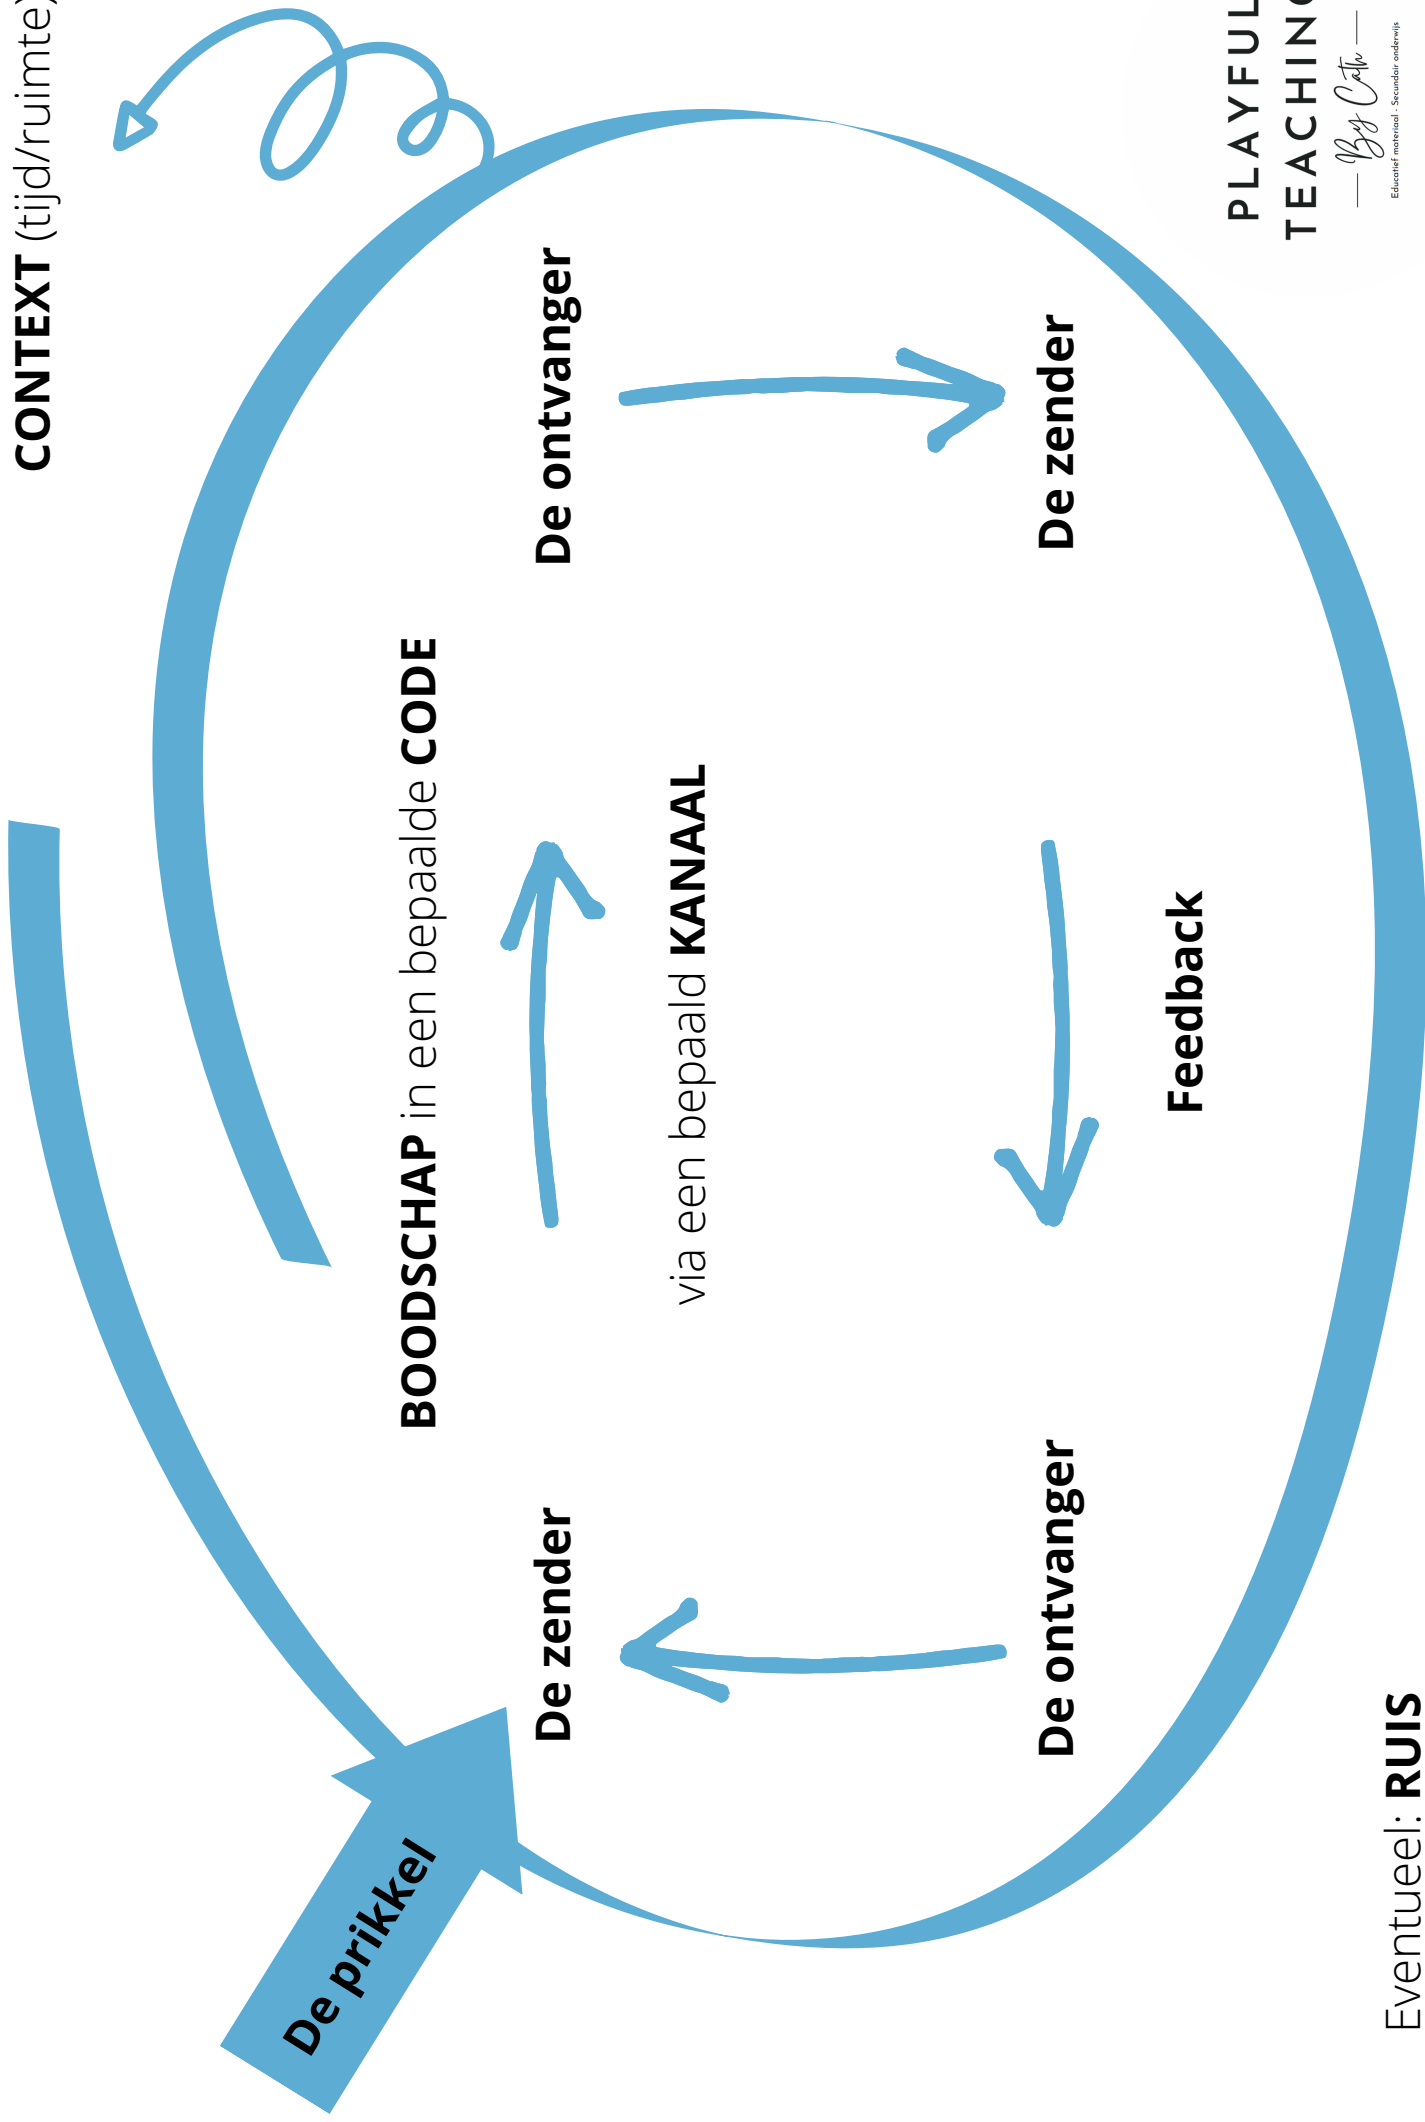 CONTEXT (tijd/ruimte)
De prikkel
BOODSCHAP in een bepaalde CODE
De zender
De ontvanger
via een bepaald KANAAL
De ontvanger
De zender
Feedback
Eventueel: RUIS
PLAYFUL
TEACHING
By Cath
Educatief materiaal - Secundair onderwijs